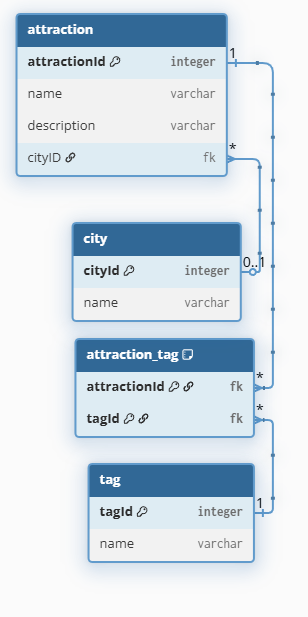 attraction
attractionId integer
name varchar
description varchar
cityID fk
1
*
city
cityId integer
name varchar
0..1
attraction_tag
attractionId fk
tagId fk
*
*
tag
tagId integer
name varchar
1